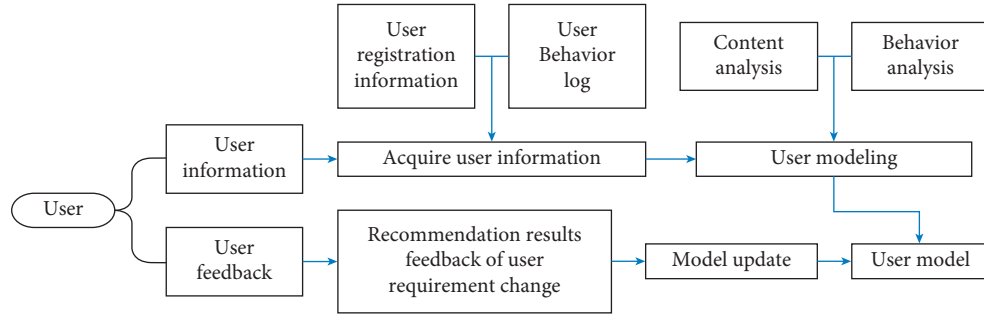 User
registration
information
User
Behavior
log
Content
analysis
Behavior
analysis
User
information
Acquire user information
User modeling
User
User
feedback
Recommendation results
feedback of user
requirement change
Model update
User model